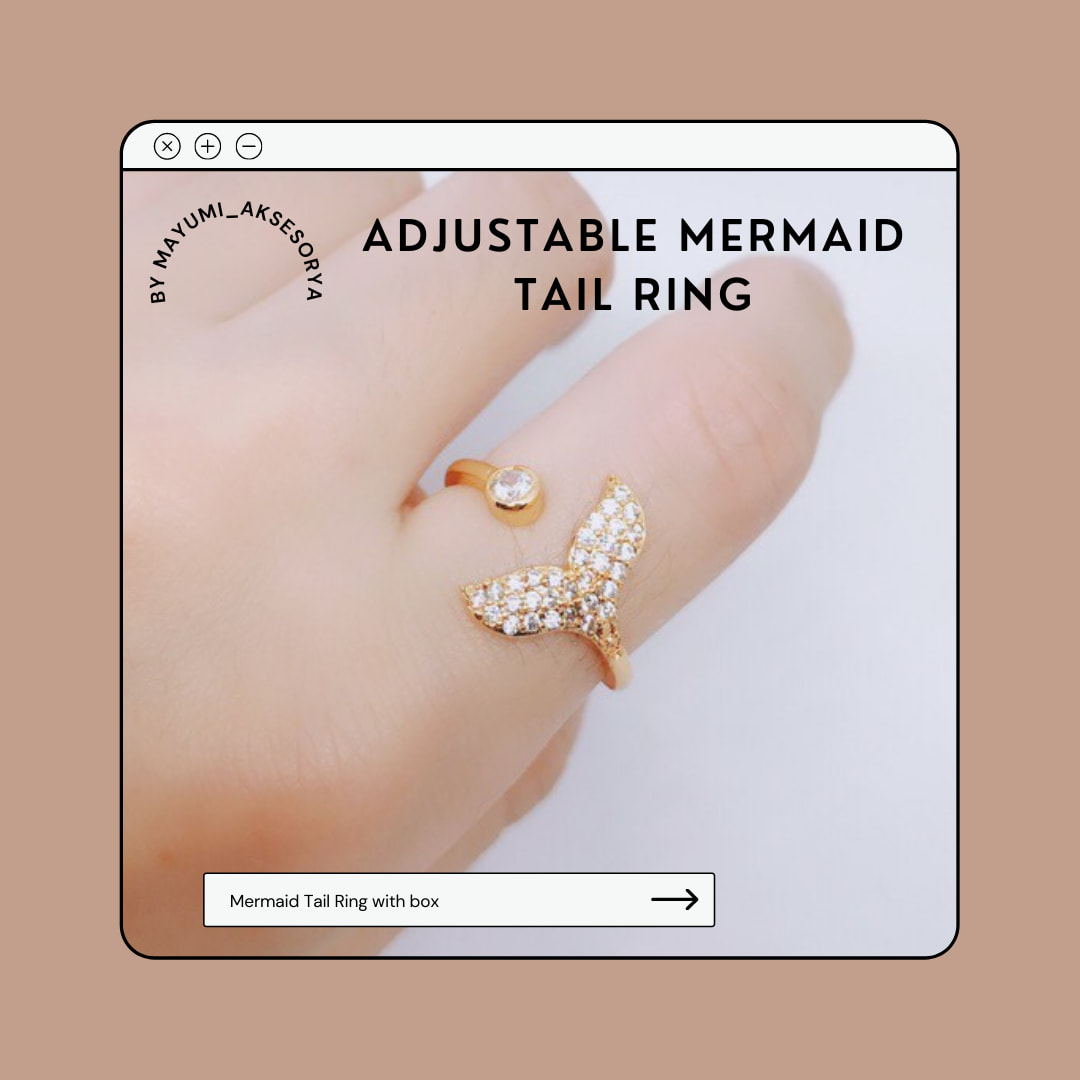 BY MAYUMI_AKSESORYA
ADJUSTABLE MERMAID
TAIL RING
Mermaid Tail Ring with box